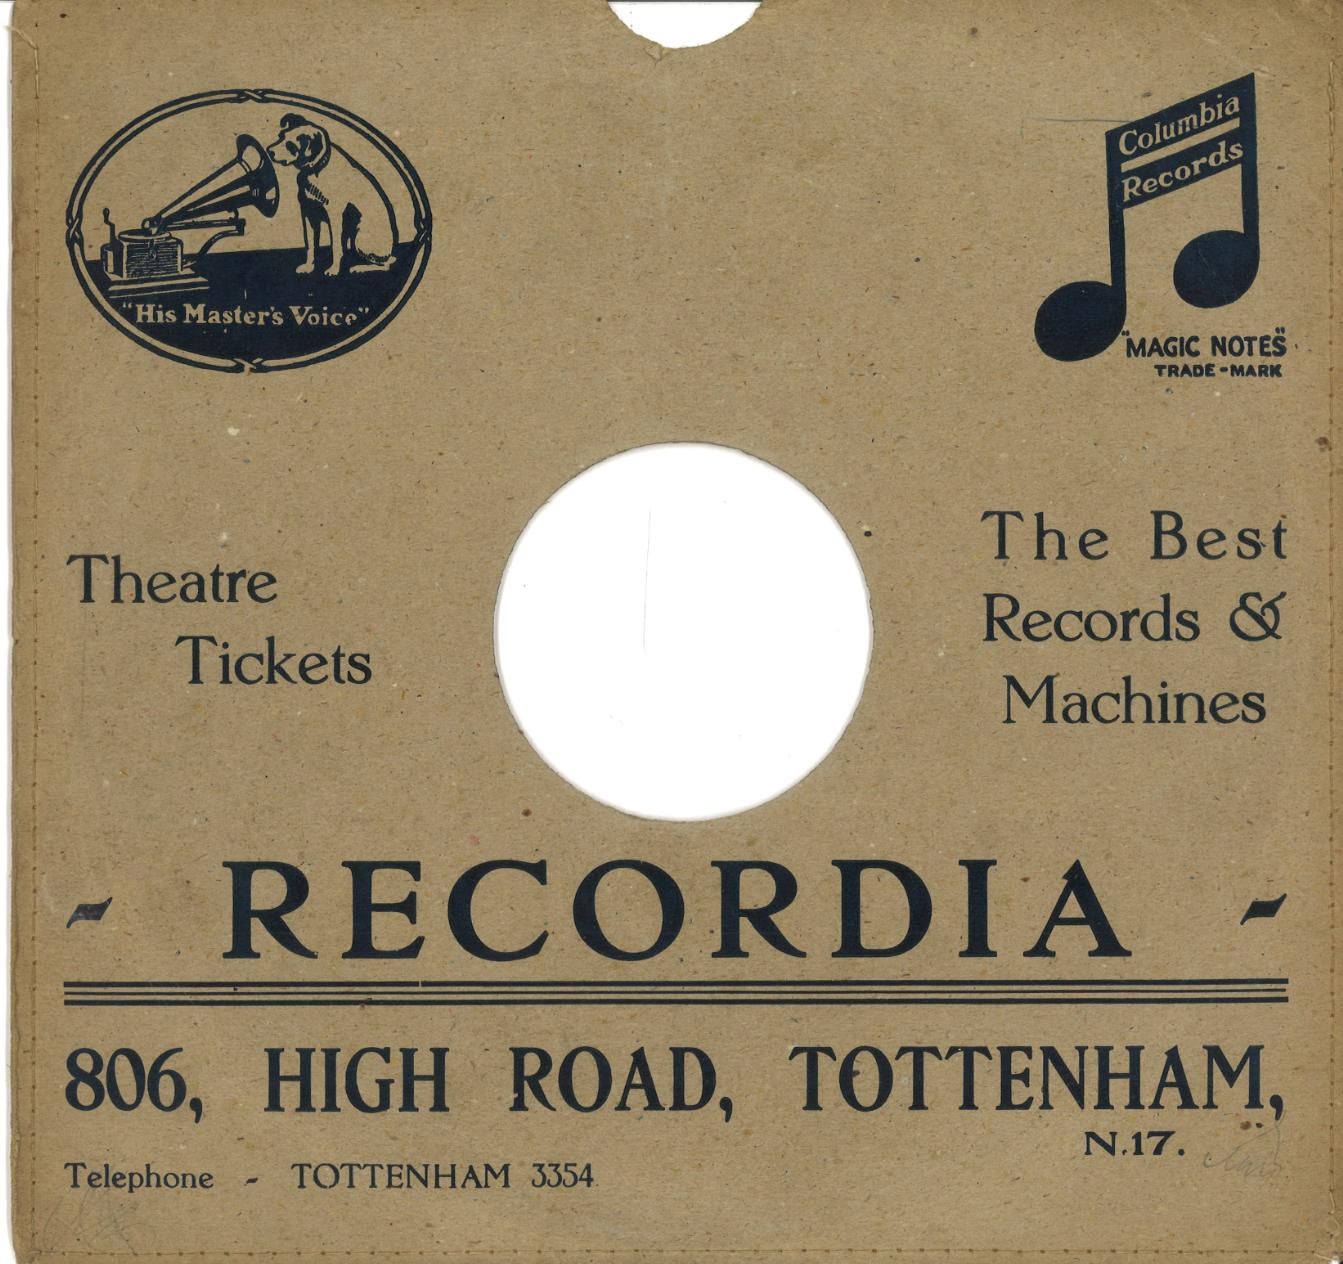 "His Master's Voice"
Columbia
Records
"MAGIC NOTES"
TRADE-MARK
Theatre
Tickets
The Best
Records &
Machines
- RECORDIA -
806, HIGH ROAD, TOTTENHAM,
N.17.
Telephone - TOTTENHAM 3354